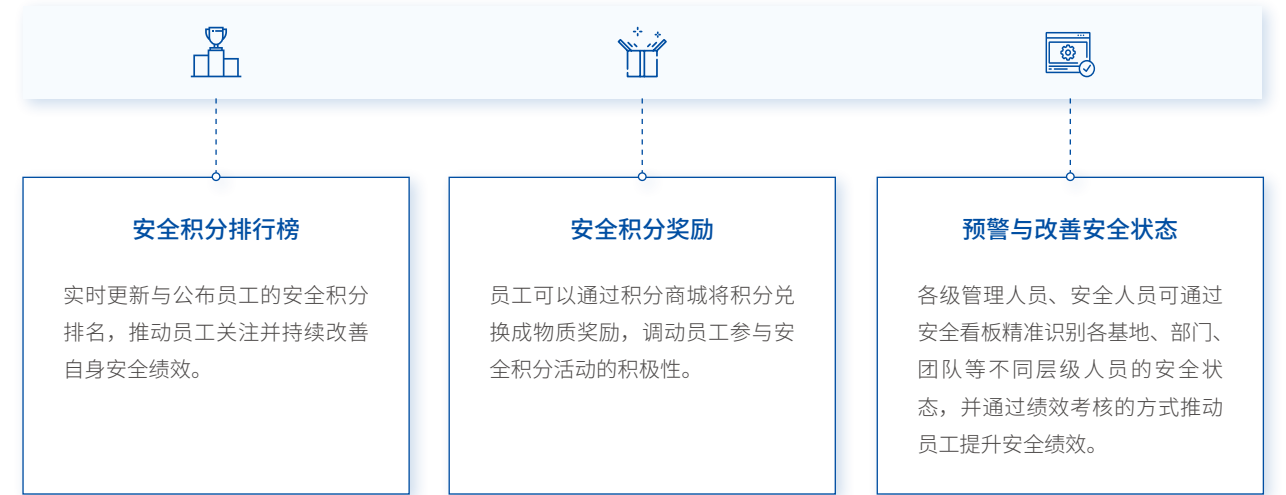 安全积分排行榜
实时更新与公布员工的安全积分
排名，推动员工关注并持续改善
自身安全绩效。
安全积分奖励
员工可以通过积分商城将积分兑
换成物质奖励，调动员工参与安
全积分活动的积极性。
预警与改善安全状态
各级管理人员、安全人员可通过
安全看板精准识别各基地、部门、
团队等不同层级人员的安全状
态，并通过绩效考核的方式推动
员工提升安全绩效。